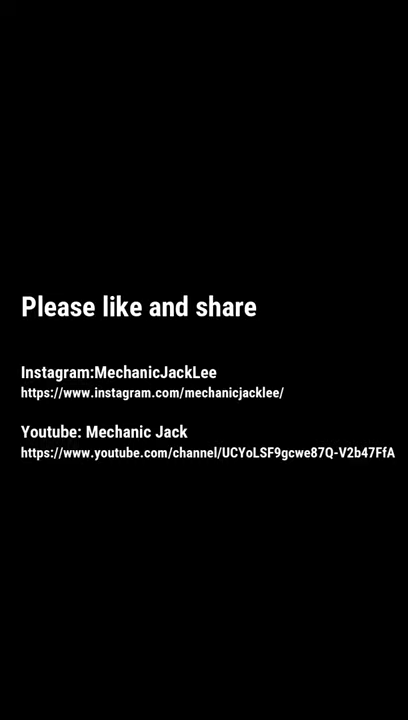 Please like and share
Instagram:MechanicJackLee
https://www.instagram.com/mechanicjacklee/
Youtube: Mechanic Jack
https://www.youtube.com/channel/UCYoLSF9gcwe87Q-V2b47FfA